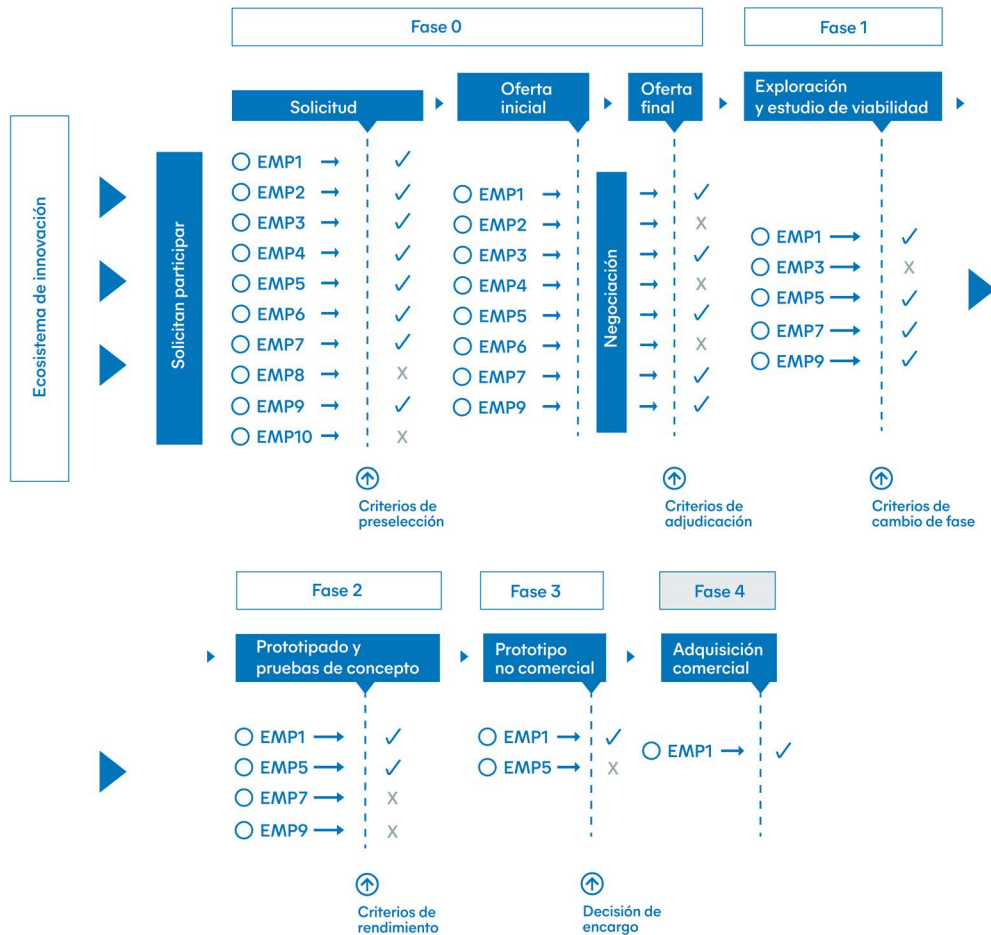 Fase 0
Fase 1
Solicitud
Oferta
inicial
Oferta
final
Exploración
y estudio de viabilidad
Ecosistema de innovación
Solicitan participar
EMP1
EMP2
EMP3
EMP4
EMP5
EMP6
EMP7
EMP8
X
EMP9
EMP10
X
Criterios de
preselección
EMP1
EMP2
EMP3
EMP4
EMP5
EMP6
EMP7
EMP9
Negociación
X
X
X
Criterios de
adjudicación
EMP1
EMP3
X
EMP5
EMP7
EMP9
Criterios de
cambio de fase
Fase 2
Fase 3
Fase 4
Prototipado y
pruebas de concepto
Prototipo
no comercial
Adquisición
comercial
EMP1
EMP5
EMP7
X
EMP9
X
Criterios de
rendimiento
EMP1
EMP5
X
Decisión de
encargo
EMP1